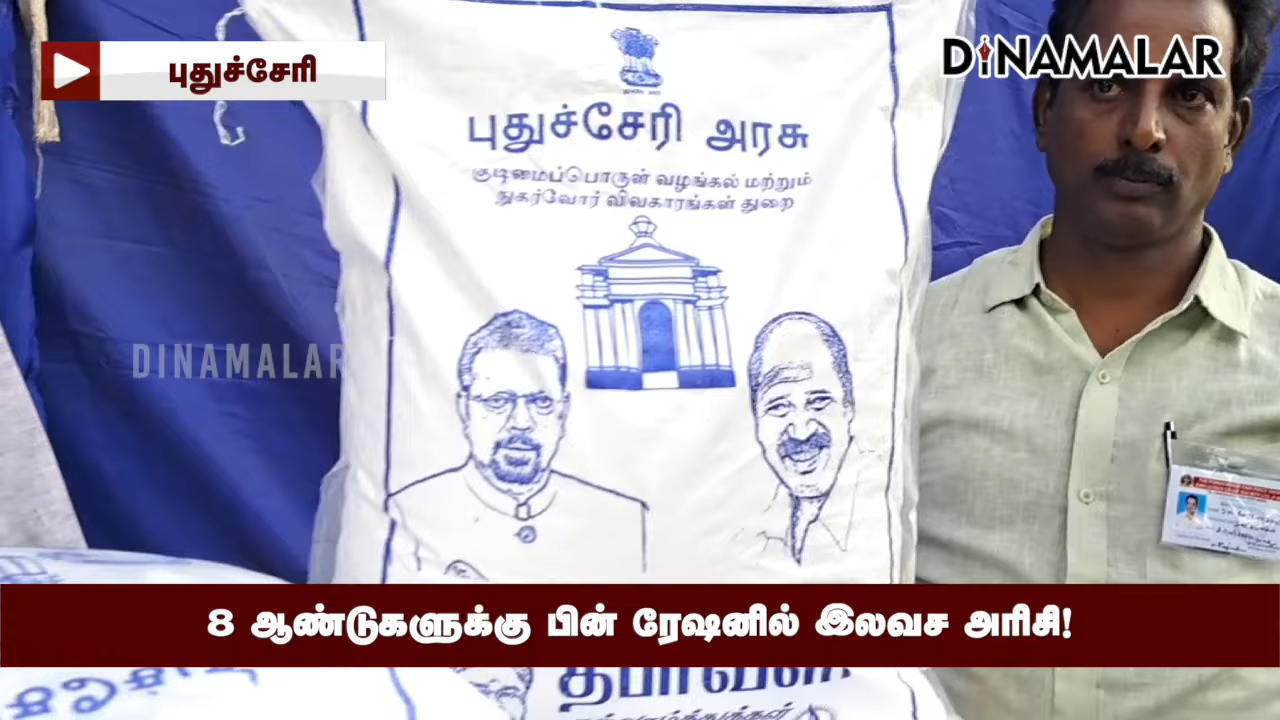 புதுச்சேரி
DINAMALAR
புதுச்சேரி அரசு
குடிமைப்பொருள் வழங்கல் மற்றும்
நுகர்வோர் விவகாரங்கள் துறை
DINAMALAR
8 ஆண்டுகளுக்கு பின் ரேஷனில் இலவச அரிசி!